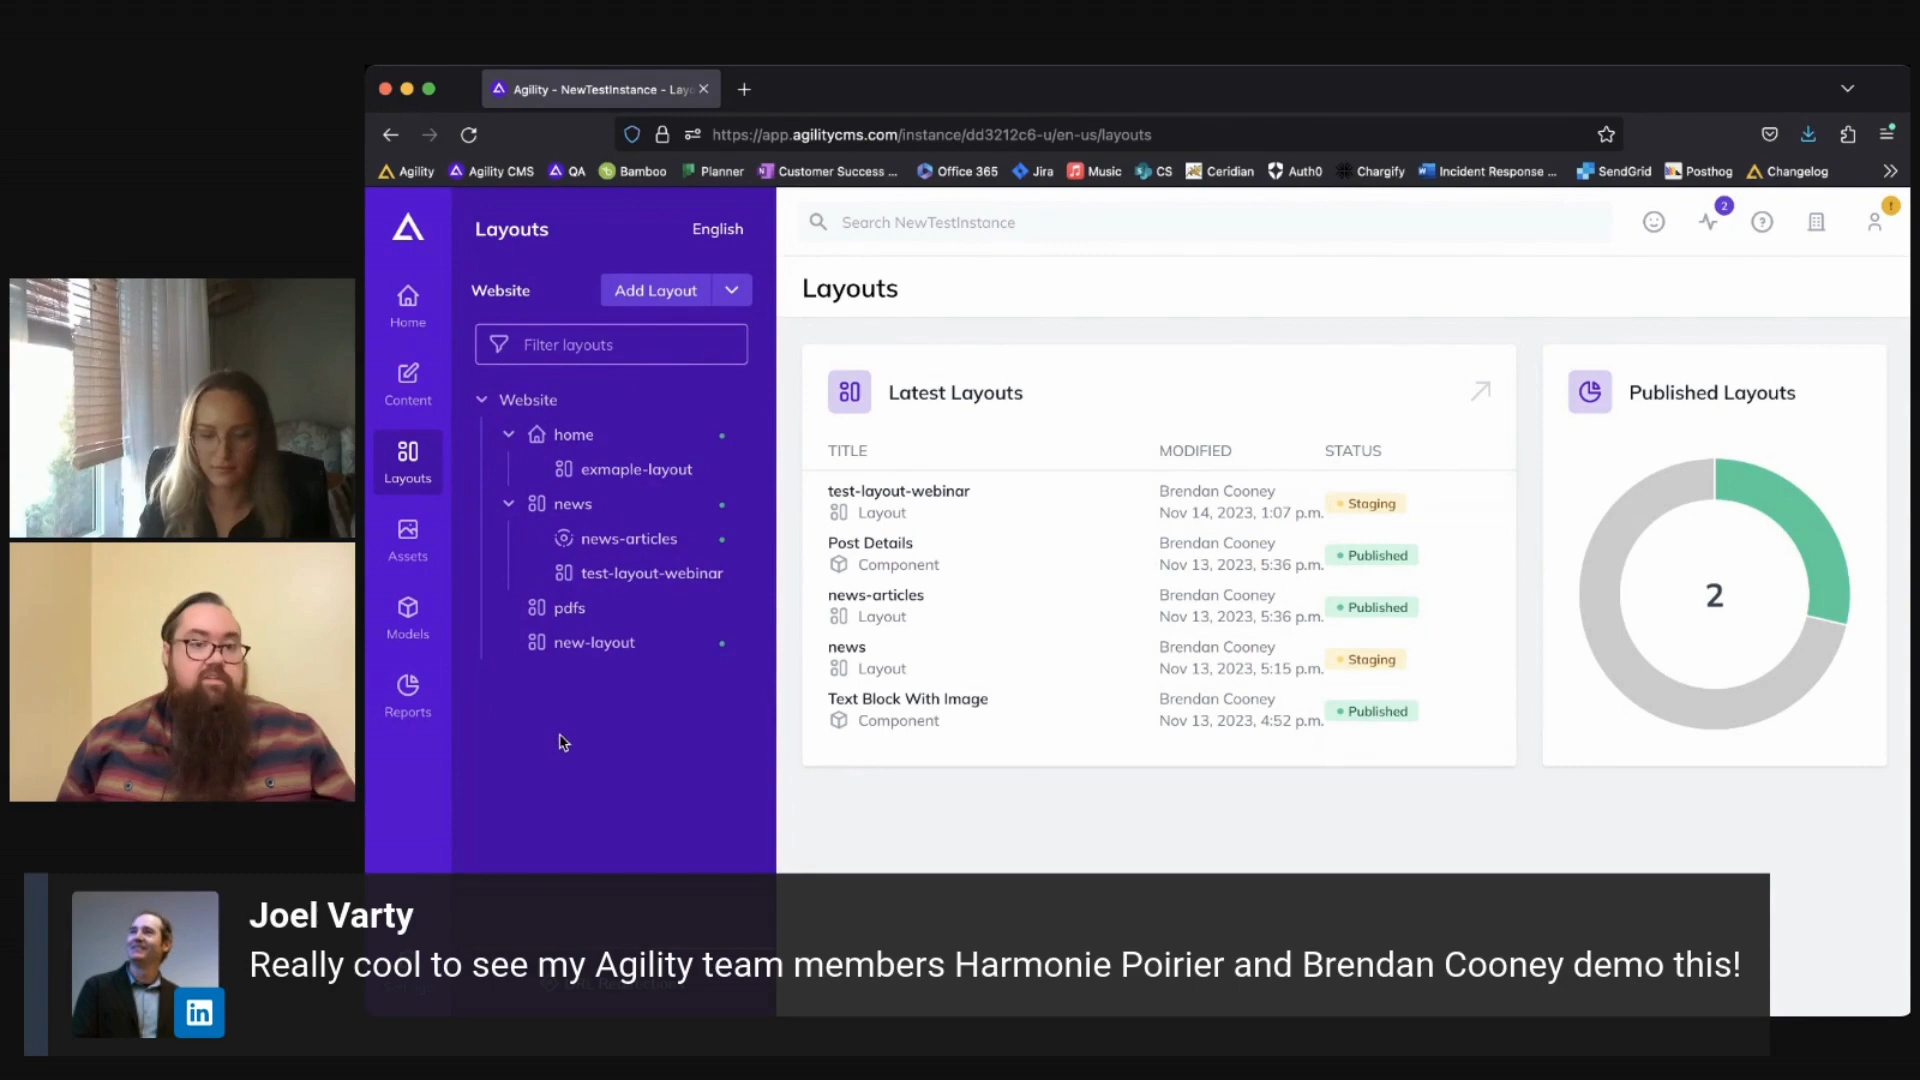 Agility - NewTestInstance - Lay
https://app.agilitycms.com/instance/dd3212c6-u/en-us/layouts
Agility
Agility CMS
QA
Bamboo
Planner
Customer Success ...
Office 365
Jira
Music
CS
Ceridian
Auth0
Chargify
Incident Response ...
SendGrid
Posthog
Changelog
Home
Content
Layouts
Assets
Models
Reports
Layouts
English
Website
Add Layout
Filter layouts
Website
home
exmaple-layout
news
news-articles
test-layout-webinar
pdfs
new-layout
Search NewTestInstance
2
!
Layouts
Latest Layouts
TITLE MODIFIED STATUS
test-layout-webinar Brendan Cooney
Layout Nov 14, 2023, 1:07 p.m. Staging
Post Details Brendan Cooney
Component Nov 13, 2023, 5:36 p.m. Published
news-articles Brendan Cooney
Layout Nov 13, 2023, 5:36 p.m. Published
news Brendan Cooney
Layout Nov 13, 2023, 5:15 p.m. Staging
Text Block With Image Brendan Cooney
Component Nov 13, 2023, 4:52 p.m. Published
Published Layouts
2
Joel Varty
Really cool to see my Agility team members Harmonie Poirier and Brendan Cooney demo this!
in